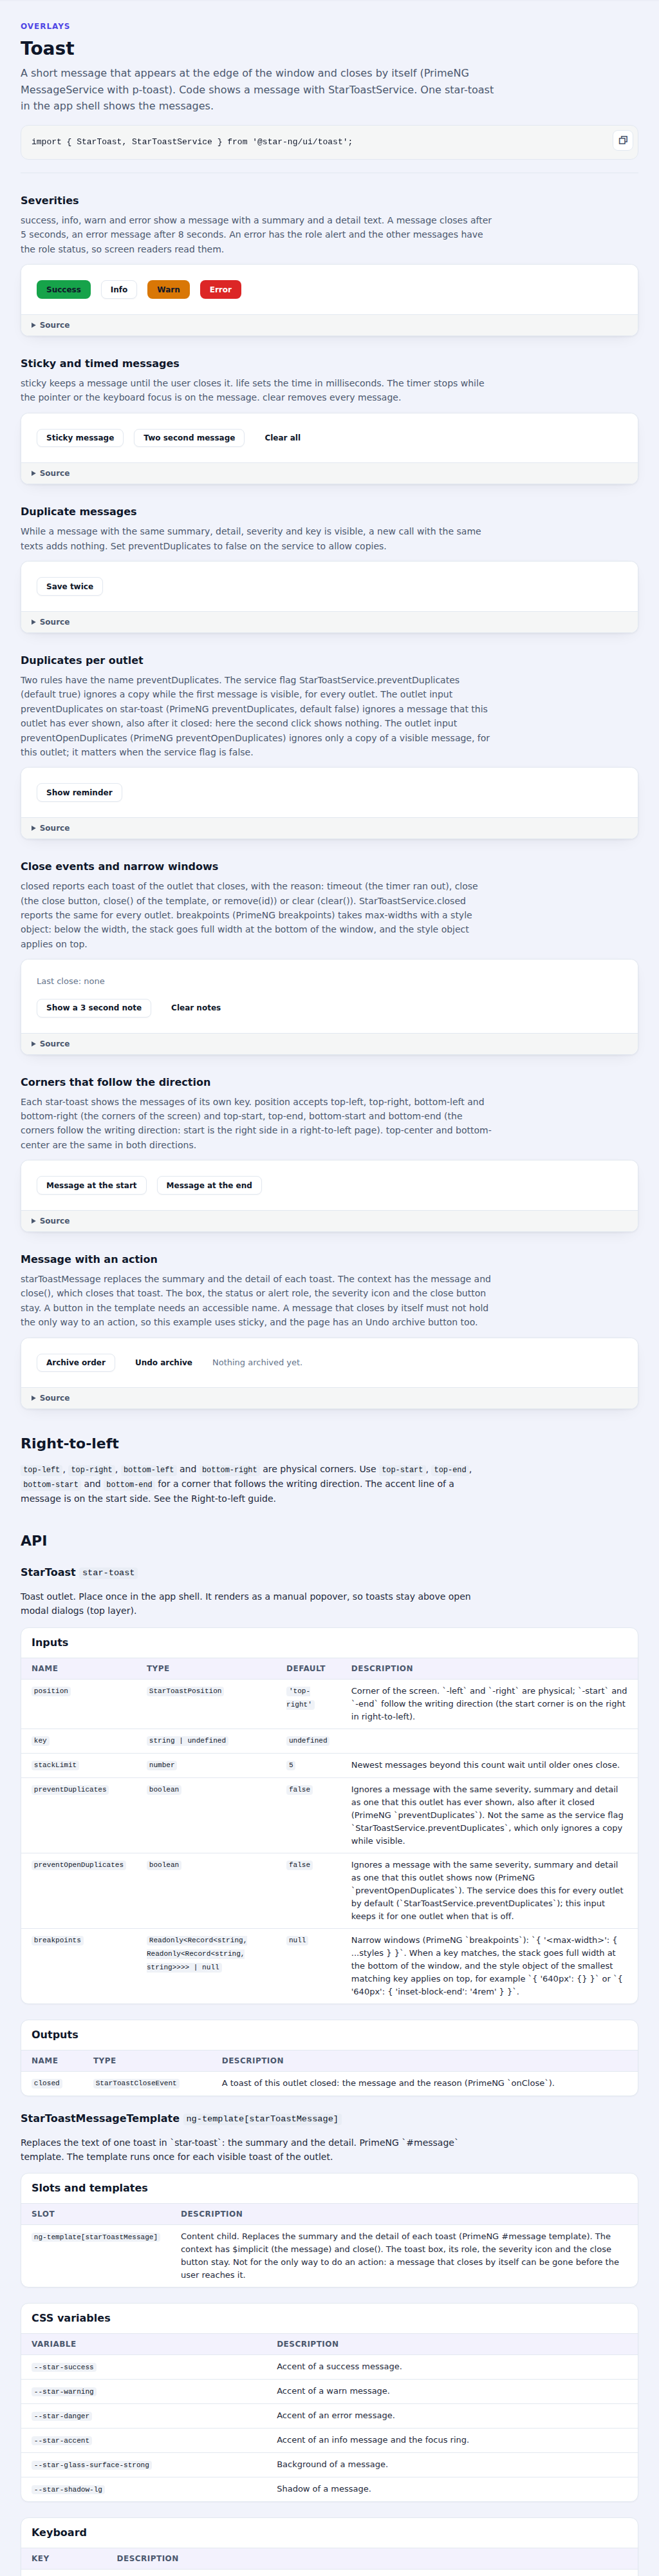 OVERLAYS
Toast
A short message that appears at the edge of the window and closes by itself (PrimeNG
MessageService with p-toast). Code shows a message with StarToastService. One star-toast
in the app shell shows the messages.
import { StarToast, StarToastService } from '@star-ng/ui/toast';
Severities
success, info, warn and error show a message with a summary and a detail text. A message closes after
5 seconds, an error message after 8 seconds. An error has the role alert and the other messages have
the role status, so screen readers read them.
Success Info Warn Error
▶ Source
Sticky and timed messages
sticky keeps a message until the user closes it. life sets the time in milliseconds. The timer stops while
the pointer or the keyboard focus is on the message. clear removes every message.
Sticky message Two second message Clear all
▶ Source
Duplicate messages
While a message with the same summary, detail, severity and key is visible, a new call with the same
texts adds nothing. Set preventDuplicates to false on the service to allow copies.
Save twice
▶ Source
Duplicates per outlet
Two rules have the name preventDuplicates. The service flag StarToastService.preventDuplicates
(default true) ignores a copy while the first message is visible, for every outlet. The outlet input
preventDuplicates on star-toast (PrimeNG preventDuplicates, default false) ignores a message that this
outlet has ever shown, also after it closed: here the second click shows nothing. The outlet input
preventOpenDuplicates (PrimeNG preventOpenDuplicates) ignores only a copy of a visible message, for
this outlet; it matters when the service flag is false.
Show reminder
▶ Source
Close events and narrow windows
closed reports each toast of the outlet that closes, with the reason: timeout (the timer ran out), close
(the close button, close() of the template, or remove(id)) or clear (clear()). StarToastService.closed
reports the same for every outlet. breakpoints (PrimeNG breakpoints) takes max-widths with a style
object: below the width, the stack goes full width at the bottom of the window, and the style object
applies on top.
Last close: none
Show a 3 second note Clear notes
▶ Source
Corners that follow the direction
Each star-toast shows the messages of its own key. position accepts top-left, top-right, bottom-left and
bottom-right (the corners of the screen) and top-start, top-end, bottom-start and bottom-end (the
corners follow the writing direction: start is the right side in a right-to-left page). top-center and bottom-
center are the same in both directions.
Message at the start Message at the end
▶ Source
Message with an action
starToastMessage replaces the summary and the detail of each toast. The context has the message and
close(), which closes that toast. The box, the status or alert role, the severity icon and the close button
stay. A button in the template needs an accessible name. A message that closes by itself must not hold
the only way to an action, so this example uses sticky, and the page has an Undo archive button too.
Archive order Undo archive Nothing archived yet.
▶ Source
Right-to-left
top-left, top-right, bottom-left and bottom-right are physical corners. Use top-start, top-end,
bottom-start and bottom-end for a corner that follows the writing direction. The accent line of a
message is on the start side. See the Right-to-left guide.
API
StarToast star-toast
Toast outlet. Place once in the app shell. It renders as a manual popover, so toasts stay above open
modal dialogs (top layer).
Inputs
NAME TYPE DEFAULT DESCRIPTION
position StarToastPosition 'top-right' Corner of the screen. `-left` and `-right` are physical; `-start` and
`-end` follow the writing direction (the start corner is on the right
in right-to-left).
key string | undefined undefined
stackLimit number 5 Newest messages beyond this count wait until older ones close.
preventDuplicates boolean false Ignores a message with the same severity, summary and detail
as one that this outlet has ever shown, also after it closed
(PrimeNG `preventDuplicates`). Not the same as the service flag
`StarToastService.preventDuplicates`, which only ignores a copy
while visible.
preventOpenDuplicates boolean false Ignores a message with the same severity, summary and detail
as one that this outlet shows now (PrimeNG
`preventOpenDuplicates`). The service does this for every outlet
by default (`StarToastService.preventDuplicates`); this input
keeps it for one outlet when that is off.
breakpoints Readonly<Record<string, Readonly<Record<string, string>>>> | null null Narrow windows (PrimeNG `breakpoints`): `{ '<max-width>': {
...styles } }`. When a key matches, the stack goes full width at
the bottom of the window, and the style object of the smallest
matching key applies on top, for example `{ '640px': {} }` or `{
'640px': { 'inset-block-end': '4rem' } }`.
Outputs
NAME TYPE DESCRIPTION
closed StarToastCloseEvent A toast of this outlet closed: the message and the reason (PrimeNG `onClose`).
StarToastMessageTemplate ng-template[starToastMessage]
Replaces the text of one toast in `star-toast`: the summary and the detail. PrimeNG `#message`
template. The template runs once for each visible toast of the outlet.
Slots and templates
SLOT DESCRIPTION
ng-template[starToastMessage] Content child. Replaces the summary and the detail of each toast (PrimeNG #message template). The
context has $implicit (the message) and close(). The toast box, its role, the severity icon and the close
button stay. Not for the only way to do an action: a message that closes by itself can be gone before the
user reaches it.
CSS variables
VARIABLE DESCRIPTION
--star-success Accent of a success message.
--star-warning Accent of a warn message.
--star-danger Accent of an error message.
--star-accent Accent of an info message and the focus ring.
--star-glass-surface-strong Background of a message.
--star-shadow-lg Shadow of a message.
Keyboard
KEY DESCRIPTION